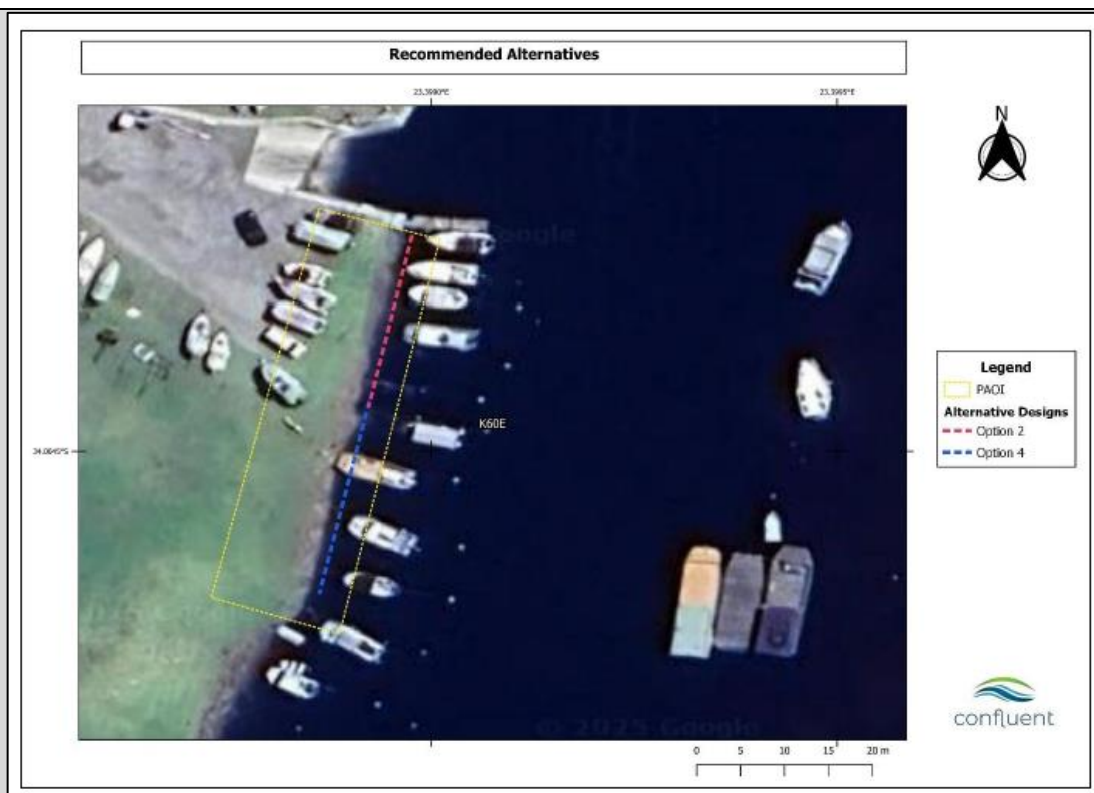 Recommended Alternatives
23.3990°E
23.3995°E
N
Google
K60E
34.0045°S
Legend
PAOI
Alternative Designs
Option 2
Option 4
confluent
© 2025 Google
0 5 10 15 20 m